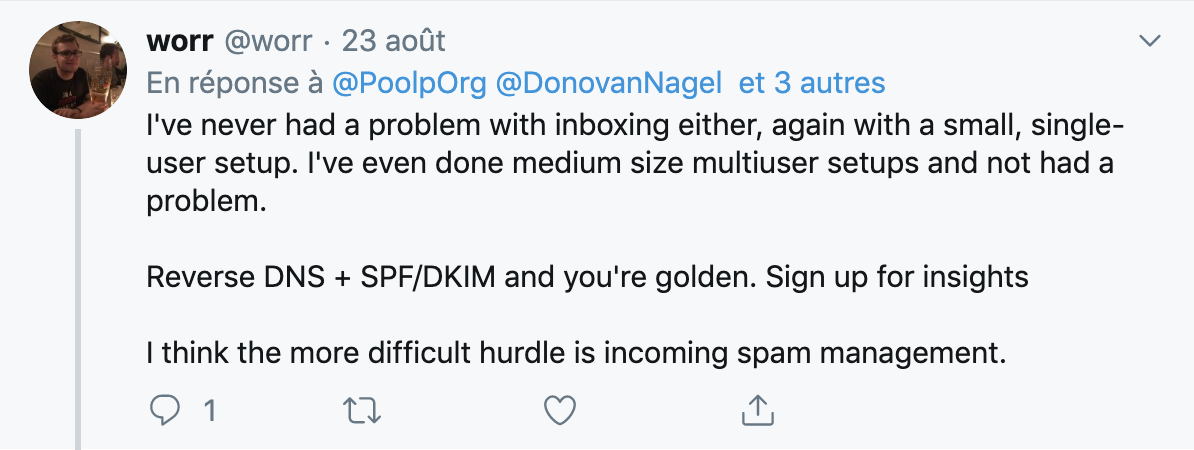 worr @worr · 23 août
En réponse à @PoolpOrg @DonovanNagel et 3 autres
I've never had a problem with inboxing either, again with a small, single-
user setup. I've even done medium size multiuser setups and not had a
problem.
Reverse DNS + SPF/DKIM and you're golden. Sign up for insights
I think the more difficult hurdle is incoming spam management.
1